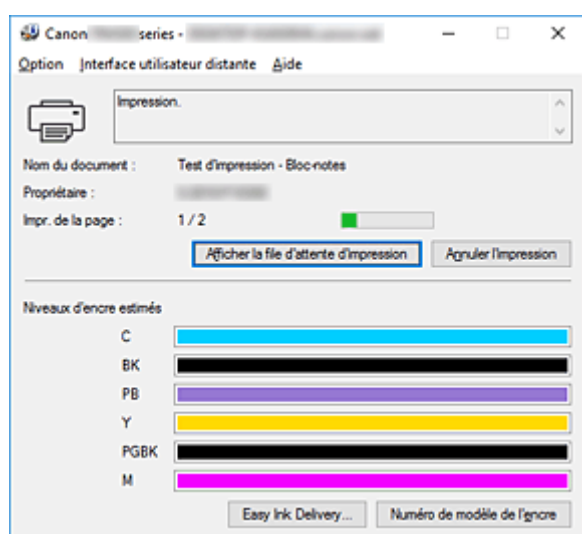 Canon series -
Option Interface utilisateur distante Aide
Impression.
Nom du document : Test d'impression - Bloc-notes
Propriétaire :
Impr. de la page : 1 / 2
Afficher la file d'attente d'impression Annuler l'impression
Niveaux d'encre estimés
C
BK
PB
Y
PGBK
M
Easy Ink Delivery... Numéro de modèle de l'encre